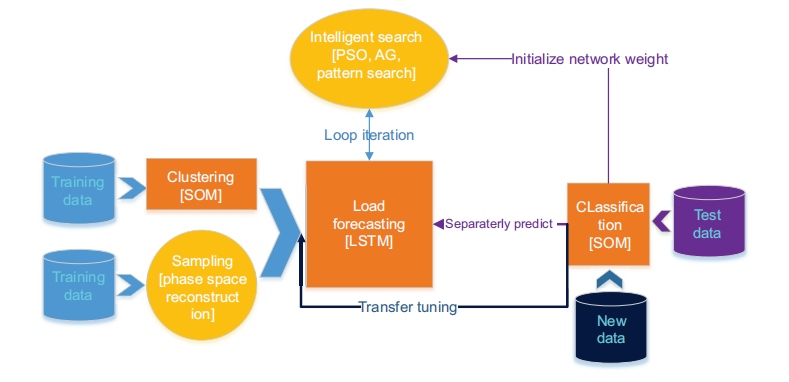 Intelligent search
[PSO, AG,
pattern search]
Initialize network weight
Loop iteration
Training
data
Clustering
[SOM]
Load
forecasting
[LSTM]
Separaterly predict
CLassifica
tion
[SOM]
Test
data
Training
data
Sampling
[phase space
reconstruct
ion]
Transfer tuning
New
data